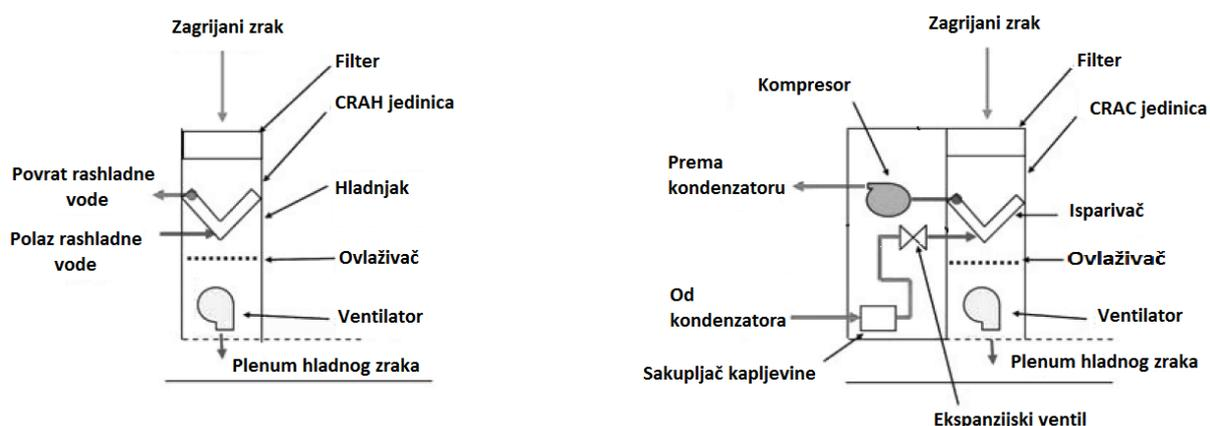 Zagrijani zrak
Filter
CRAH jedinica
Povrat rashladne
vode
Hladnjak
Polaz rashladne
vode
Ovlaživač
Ventilator
Plenum hladnog zraka
Zagrijani zrak
Filter
Kompresor
CRAC jedinica
Prema
kondenzatoru
Isparivač
Ovlaživač
Od
kondenzatora
Ventilator
Plenum hladnog zraka
Sakupljač kapljevine
Ekspanzijski ventil